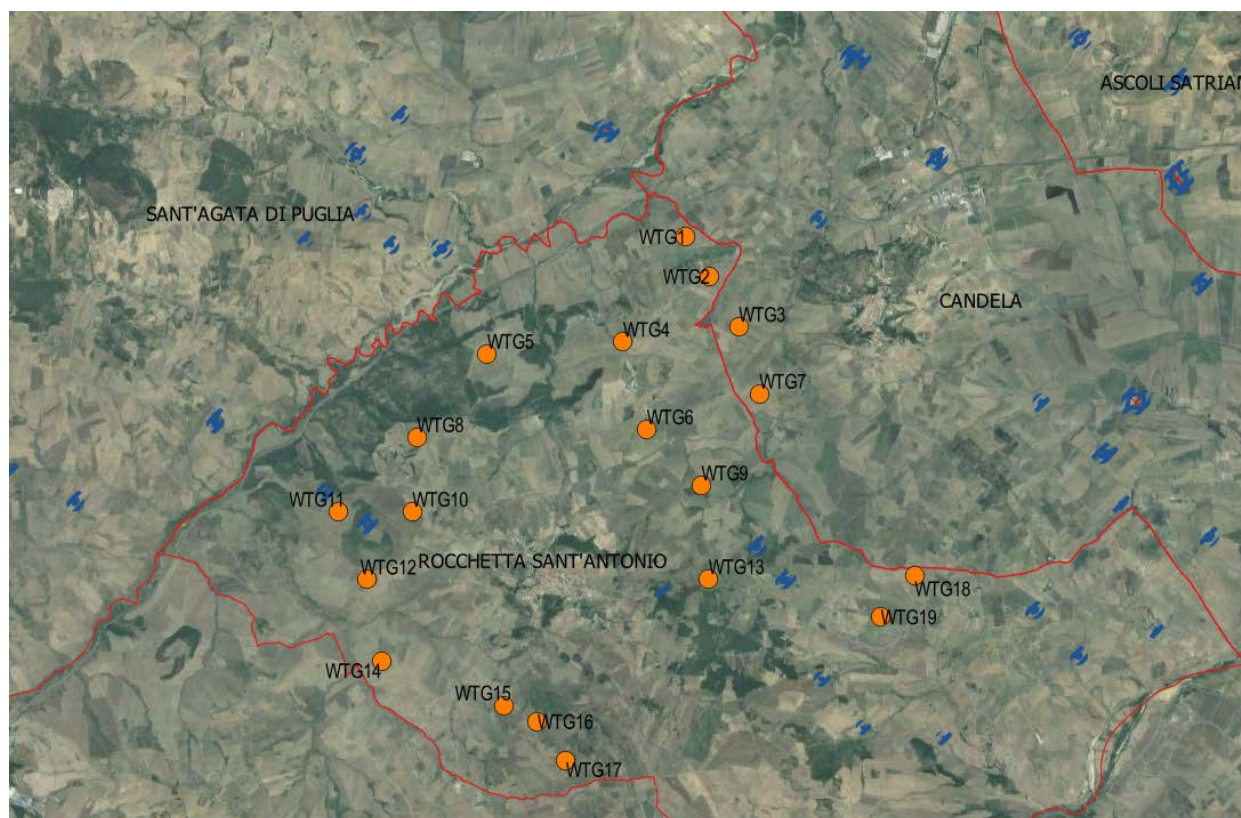 ASCOLI SATRIAN
SANT'AGATA DI PUGLIA
WTG1
WTG2
CANDELA
WTG3
WTG4
WTG5
WTG7
WTG6
WTG8
WTG9
WTG11
WTG10
ROCCHETTA SANT'ANTONIO
WTG12
WTG13
WTG18
WTG19
WTG14
WTG15
WTG16
WTG17